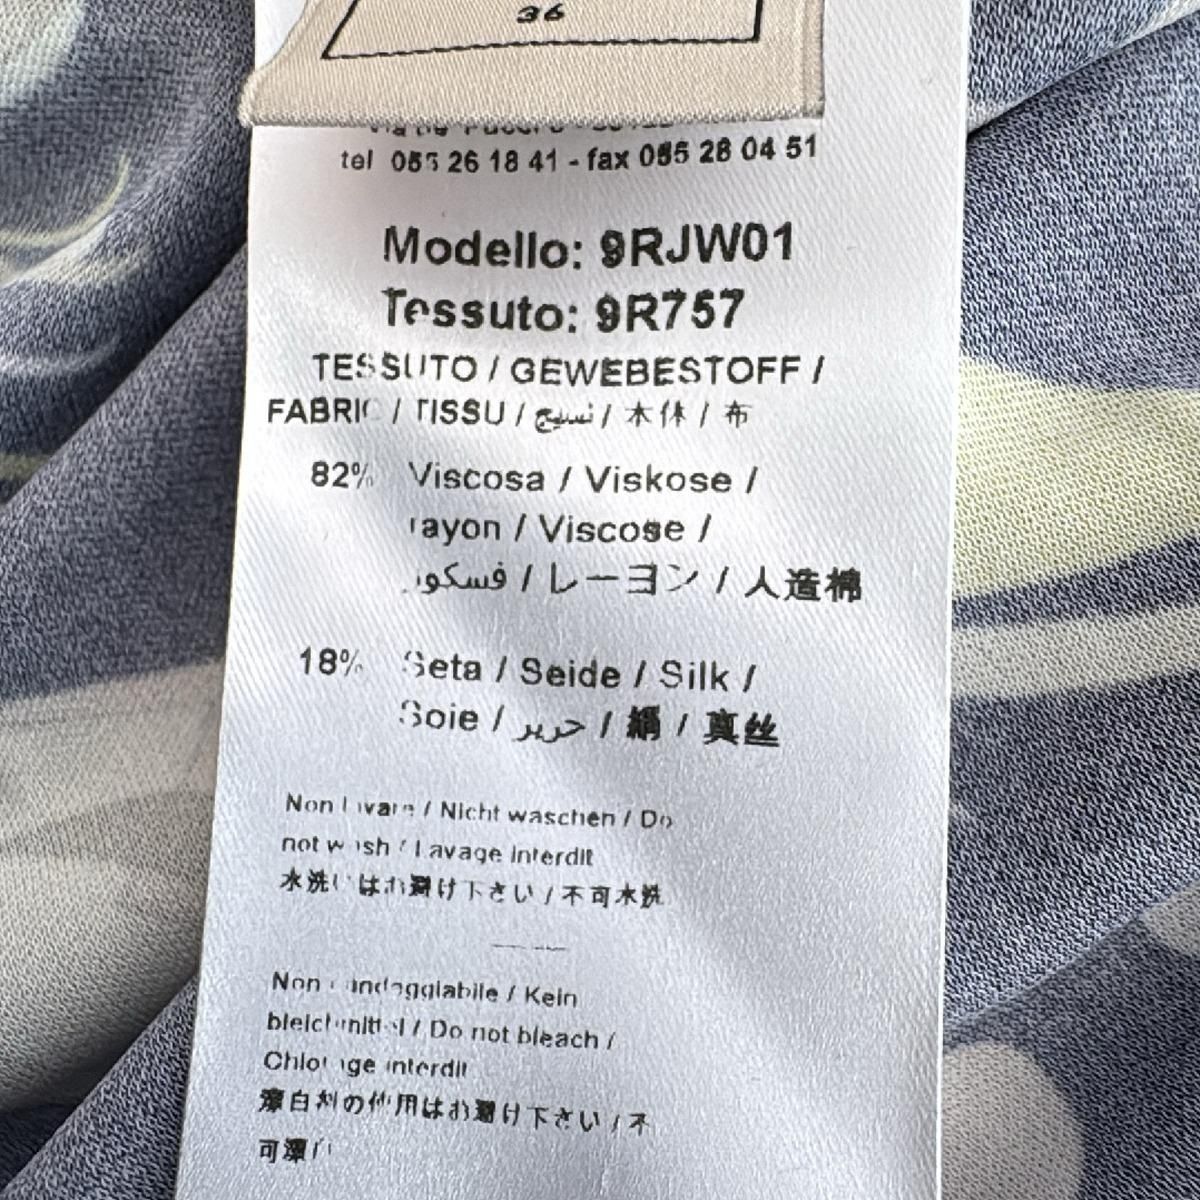 36
tel 055 26 18 41 - fax 055 28 04 51
Modello: 9RJW01
Tessuto: 9R757
TESSUTO / GEWEBESTOFF /
FABRIC / TISSU / نسيج / 本体 / 布
82% Viscosa / Viskose /
rayon / Viscose /
فسكوز / レーヨン / 人造棉
18% Seta / Seide / Silk /
Soie / حرير / 絹 / 真丝
Non lavare / Nicht waschen / Do
not wash / Lavage interdit
水洗いはお避け下さい / 不可水洗
Non candeggiabile / Kein
bleichmittel / Do not bleach /
Chlorage interdit
漂白剤の使用はお避け下さい / 不
可漂白